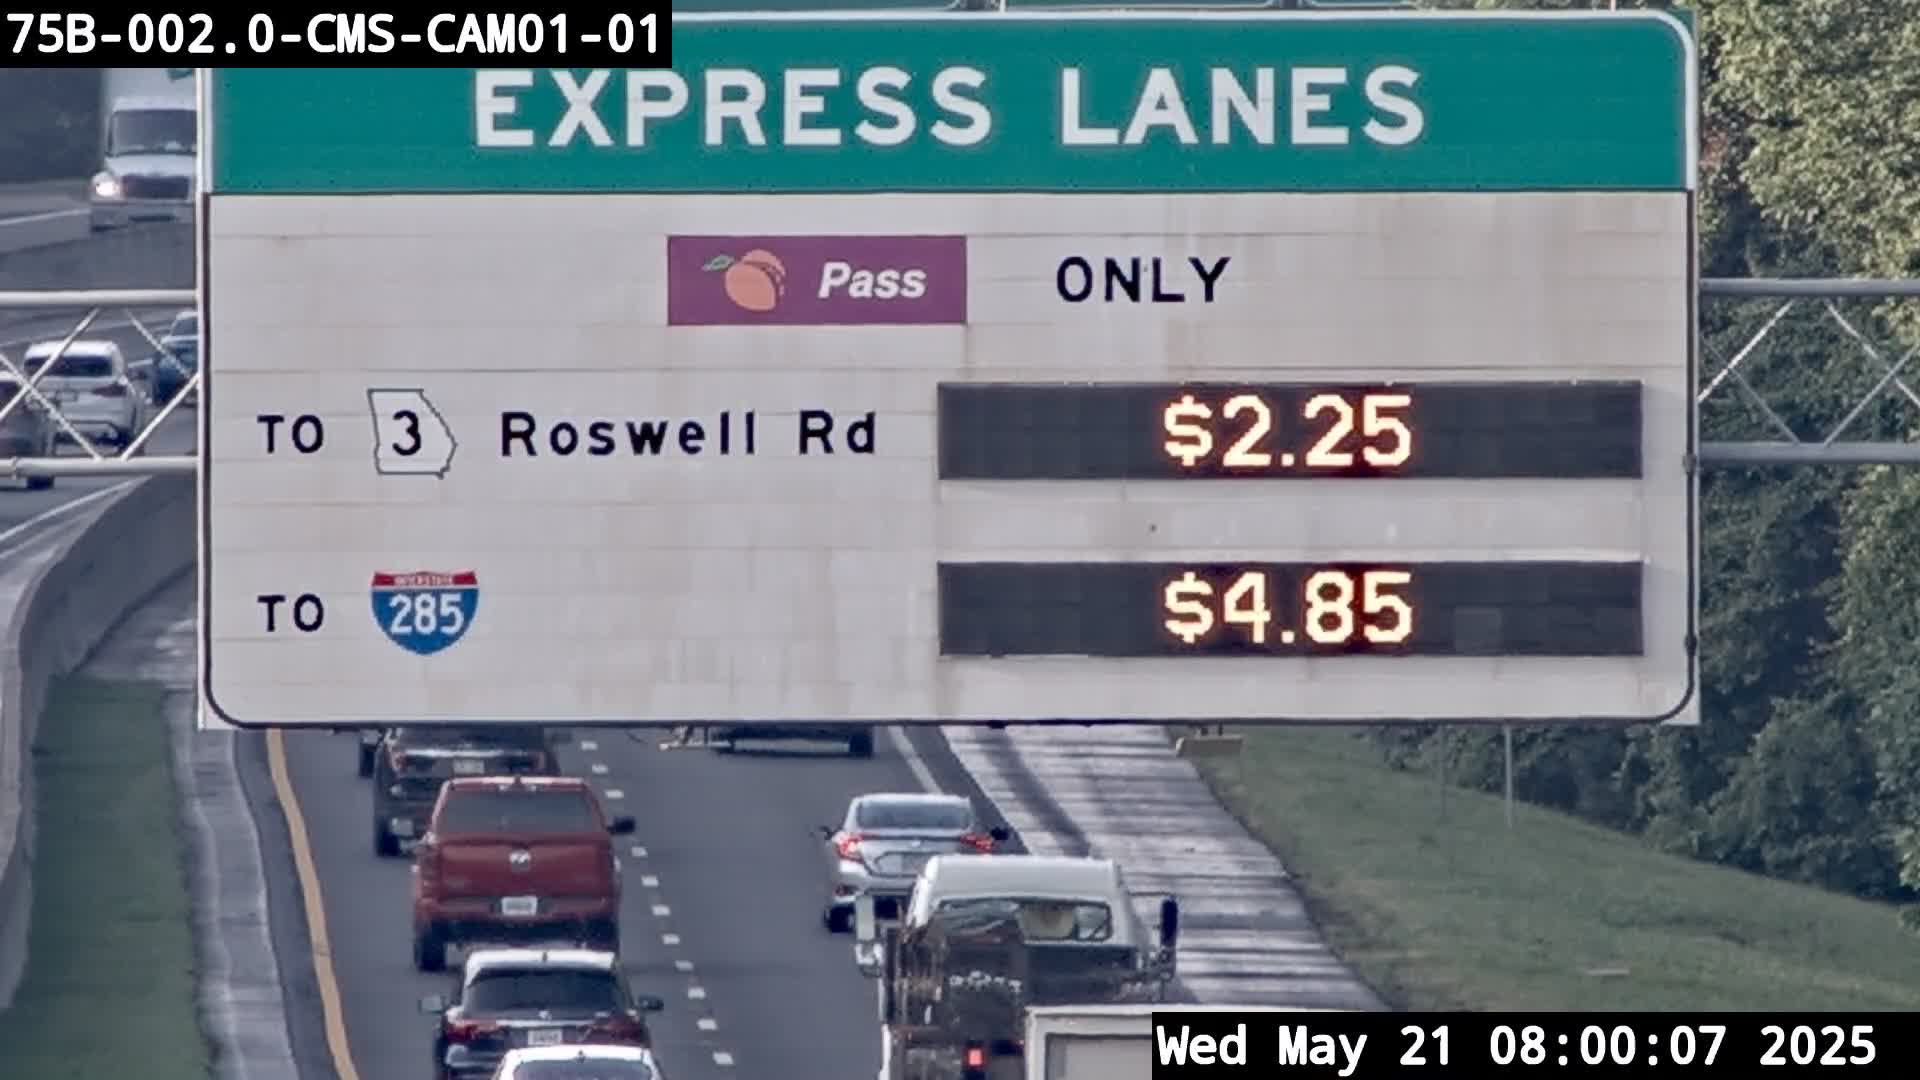 75B-002.0-CMS-CAM01-01
EXPRESS LANES
Pass ONLY
TO 3 Roswell Rd $2.25
INTERSTATE
TO 285 $4.85
Wed May 21 08:00:07 2025